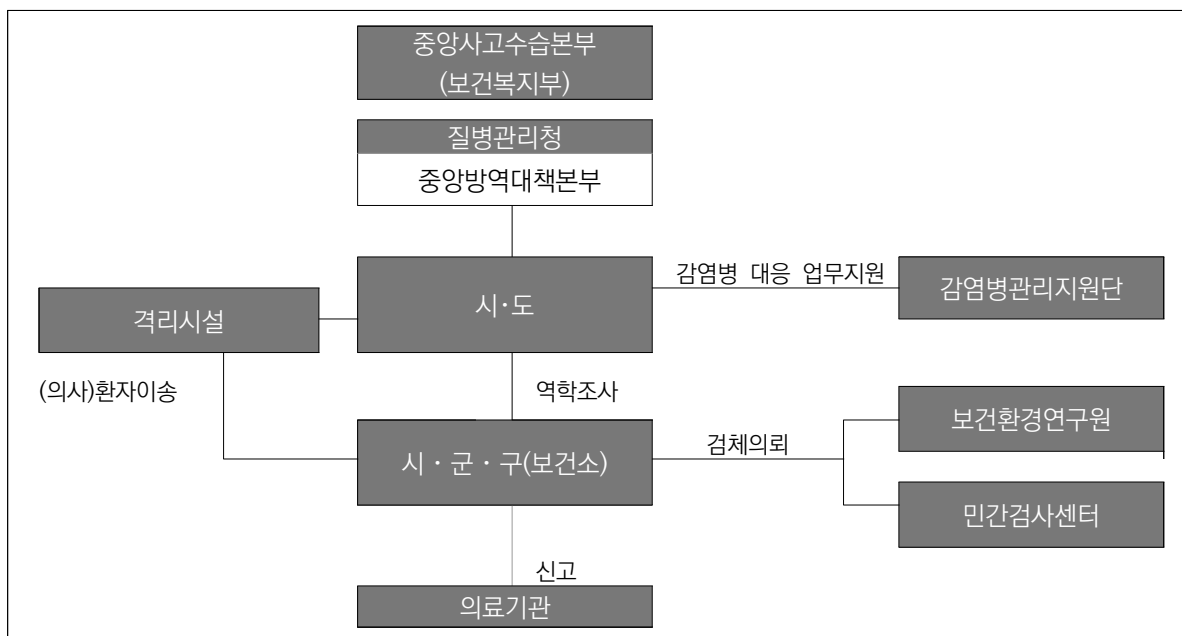 중앙사고수습본부
(보건복지부)
질병관리청
중앙방역대책본부
감염병 대응 업무지원
시·도
감염병관리지원단
격리시설
(의사)환자이송
역학조사
보건환경연구원
시·군·구(보건소)
검체의뢰
민간검사센터
신고
의료기관